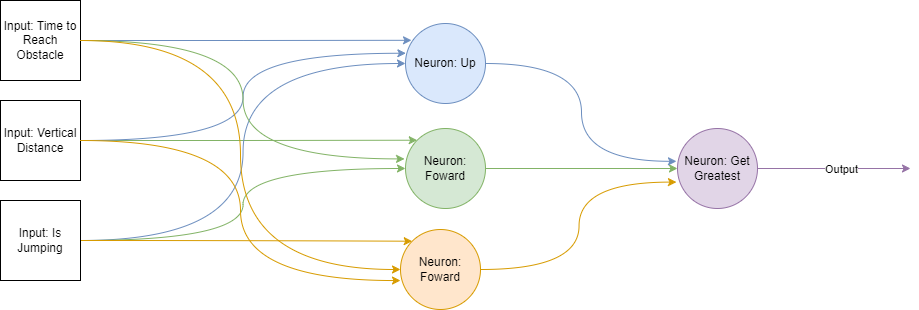 Input: Time to
Reach
Obstacle
Neuron: Up
Input: Vertical
Distance
Neuron:
Foward
Neuron: Get
Greatest
Output
Input: Is
Jumping
Neuron:
Foward